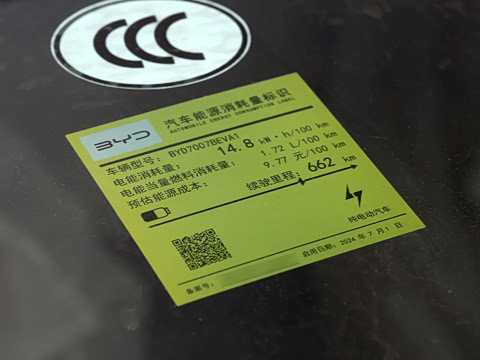 CCC
BYD
汽车能源消耗量标识
AUTOMOBILE ENERGY CONSUMPTION LABEL
车辆型号: BYD7007BEVA1
电能消耗量: 14.8 kW·h/100 km
电能当量燃料消耗量: 1.72 L/100 km
预估能源成本: 9.77 元/100 km
续驶里程: 662 km
纯电动汽车
备案号:
启用日期: 2024 年 7 月 1 日